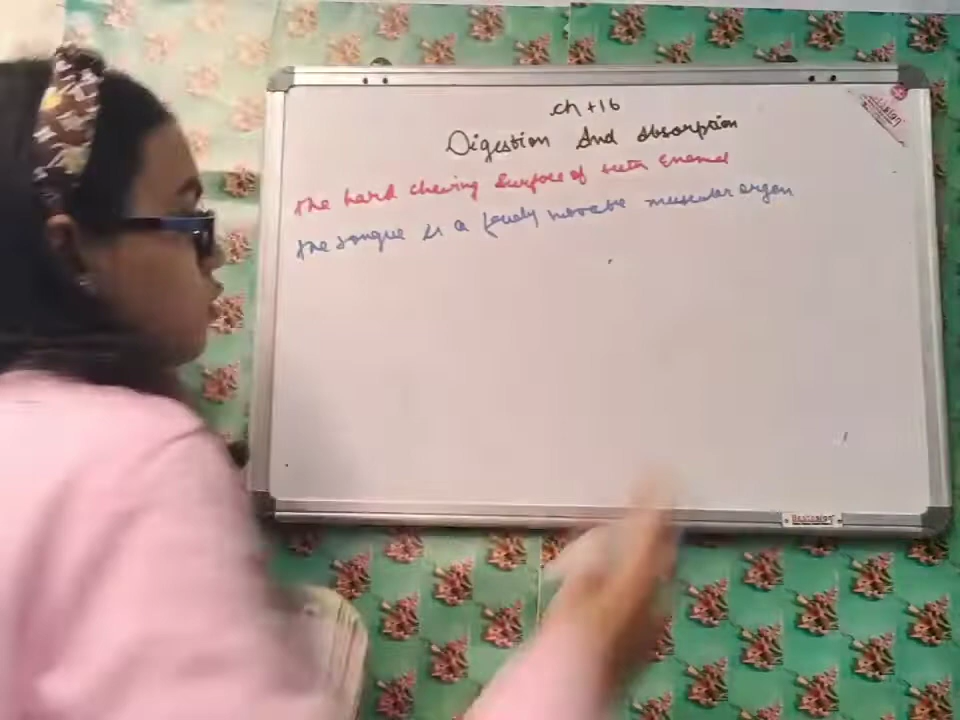 ch + 16
Digestion And absorption
The hard chewing Surface of teeth Enamel
The tongue is a freely movable muscular organ